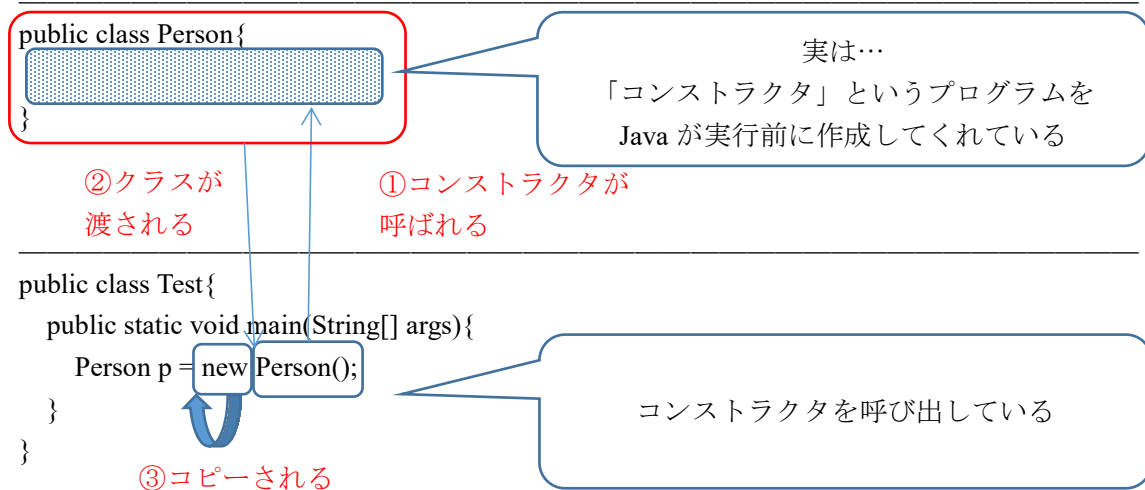 public class Person{
実は…
「コンストラクタ」というプログラムを
Java が実行前に作成してくれている
}
②クラスが
渡される
①コンストラクタが
呼ばれる
public class Test{
public static void main(String[] args){
Person p = new Person();
コンストラクタを呼び出している
}
}
③コピーされる